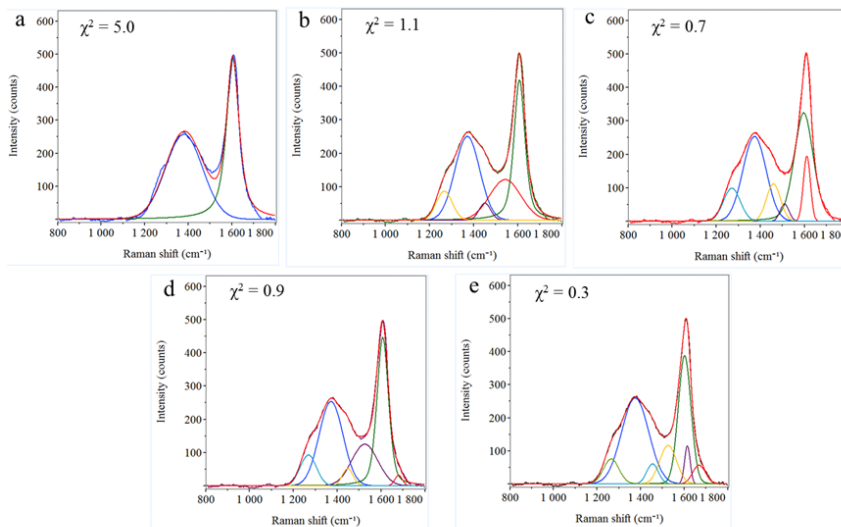 a
χ² = 5.0
600
500
400
300
200
100
Intensity (counts)
800 1 000 1 200 1 400 1 600 1 800
Raman shift (cm⁻¹)
b
χ² = 1.1
600
500
400
300
200
100
Intensity (counts)
800 1 000 1 200 1 400 1 600 1 800
Raman shift (cm⁻¹)
c
χ² = 0.7
600
500
400
300
200
100
Intensity (counts)
800 1 000 1 200 1 400 1 600 1 800
Raman shift (cm⁻¹)
d
χ² = 0.9
600
500
400
300
200
100
Intensity (counts)
800 1 000 1 200 1 400 1 600 1 800
Raman shift (cm⁻¹)
e
χ² = 0.3
600
500
400
300
200
100
Intensity (counts)
800 1 000 1 200 1 400 1 600 1 800
Raman shift (cm⁻¹)